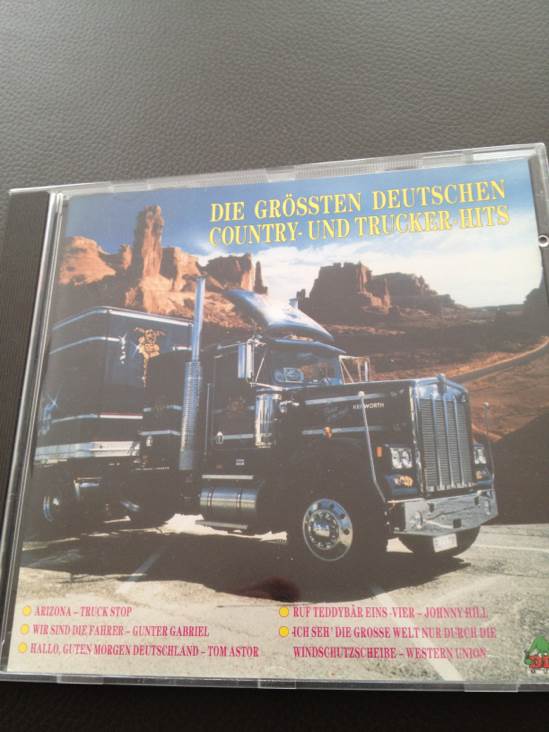 DIE GRÖSSTEN DEUTSCHEN
COUNTRY- UND TRUCKER-HITS
KENWORTH
ARIZONA – TRUCK STOP
WIR SIND DIE FAHRER – GUNTER GABRIEL
HALLO, GUTEN MORGEN DEUTSCHLAND – TOM ASTOR
RUF TEDDYBÄR EINS-VIER – JOHNNY HILL
ICH SEH' DIE GROSSE WELT NUR DURCH DIE
WINDSCHUTZSCHEIBE – WESTERN UNION